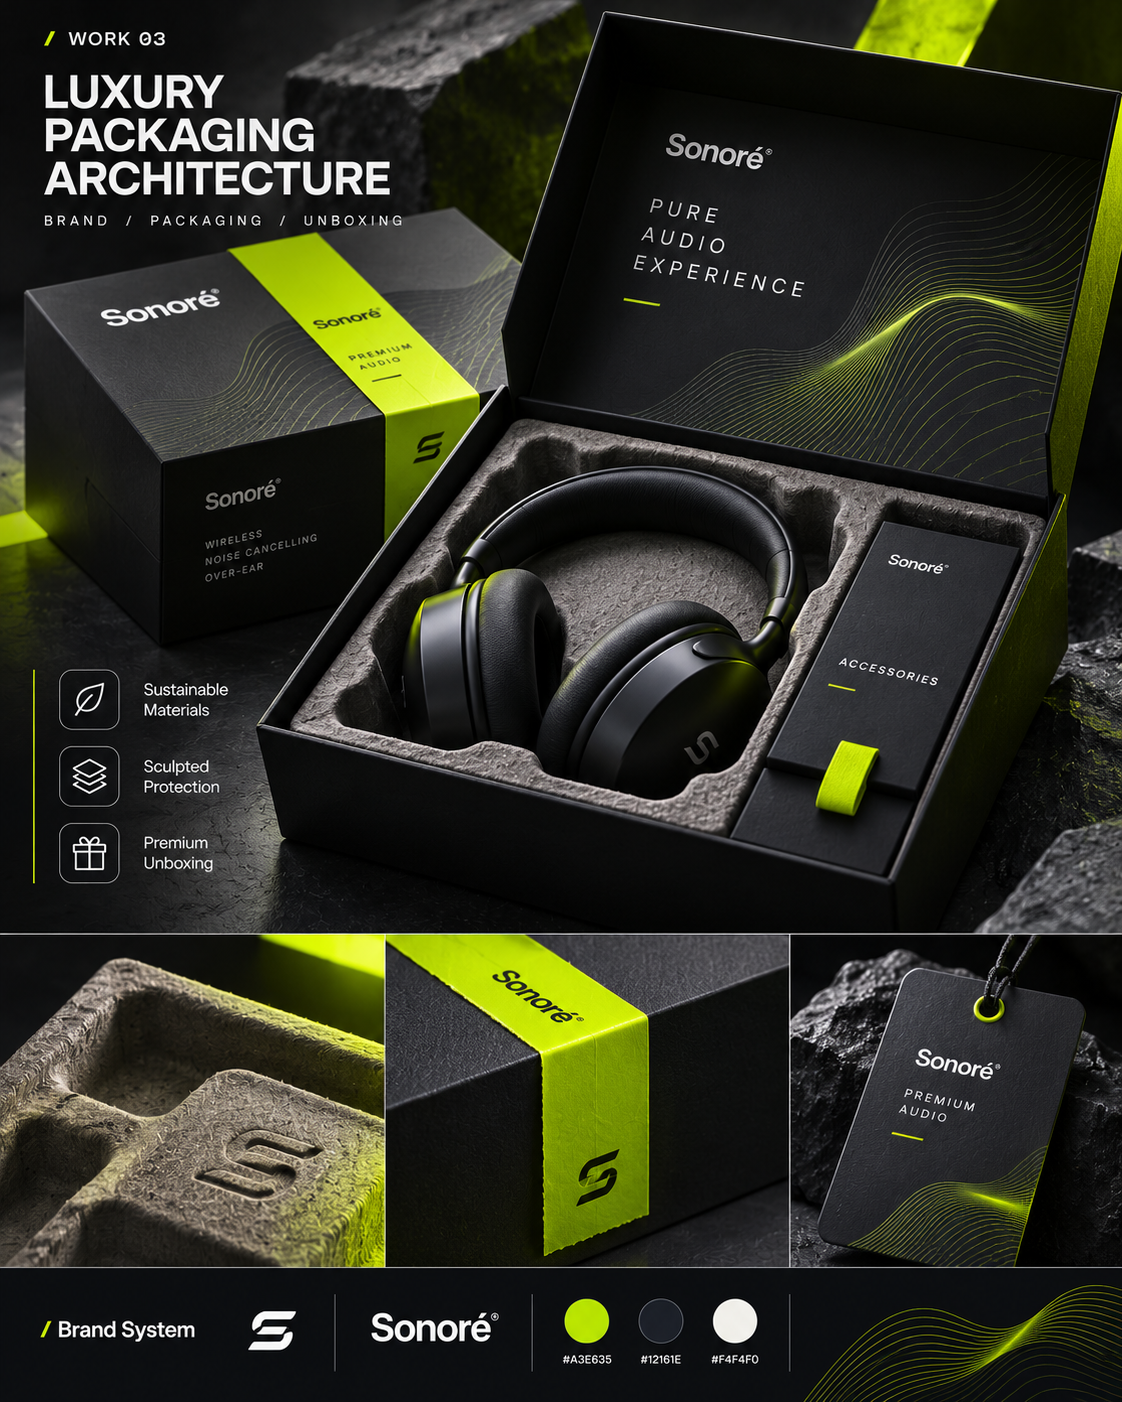 / WORK 03
LUXURY
PACKAGING
ARCHITECTURE
BRAND / PACKAGING / UNBOXING
Sonoré®
PURE
AUDIO
EXPERIENCE
Sonoré®
Sonoré®
PREMIUM
AUDIO
Sonoré®
WIRELESS
NOISE CANCELLING
OVER-EAR
Sonoré®
ACCESSORIES
Sustainable
Materials
Sculpted
Protection
Premium
Unboxing
Sonoré®
Sonoré®
PREMIUM
AUDIO
/ Brand System
Sonoré®
#A3E635
#12161E
#F4F4F0